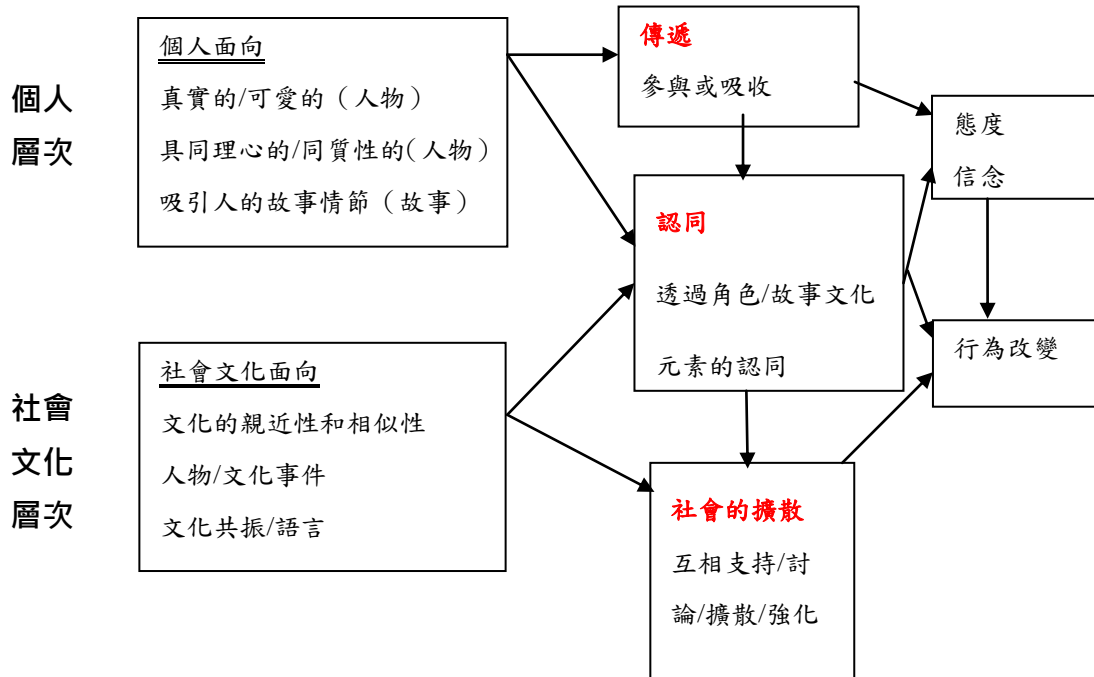 個人
層次
個人面向
真實的/可愛的（人物）
具同理心的/同質性的(人物)
吸引人的故事情節（故事）
傳遞
參與或吸收
態度
信念
認同
透過角色/故事文化
元素的認同
行為改變
社會
文化
層次
社會文化面向
文化的親近性和相似性
人物/文化事件
文化共振/語言
社會的擴散
互相支持/討
論/擴散/強化